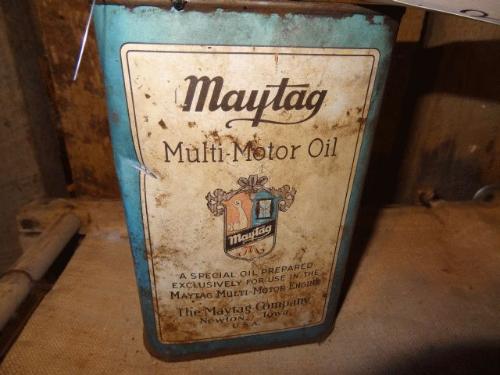 Maytag
Multi-Motor Oil
Maytag
OIL
A SPECIAL OIL PREPARED
EXCLUSIVELY FOR USE IN THE
MAYTAG MULTI-MOTOR ENGINE
The Maytag Company
NEWTON, IOWA
U.S.A.